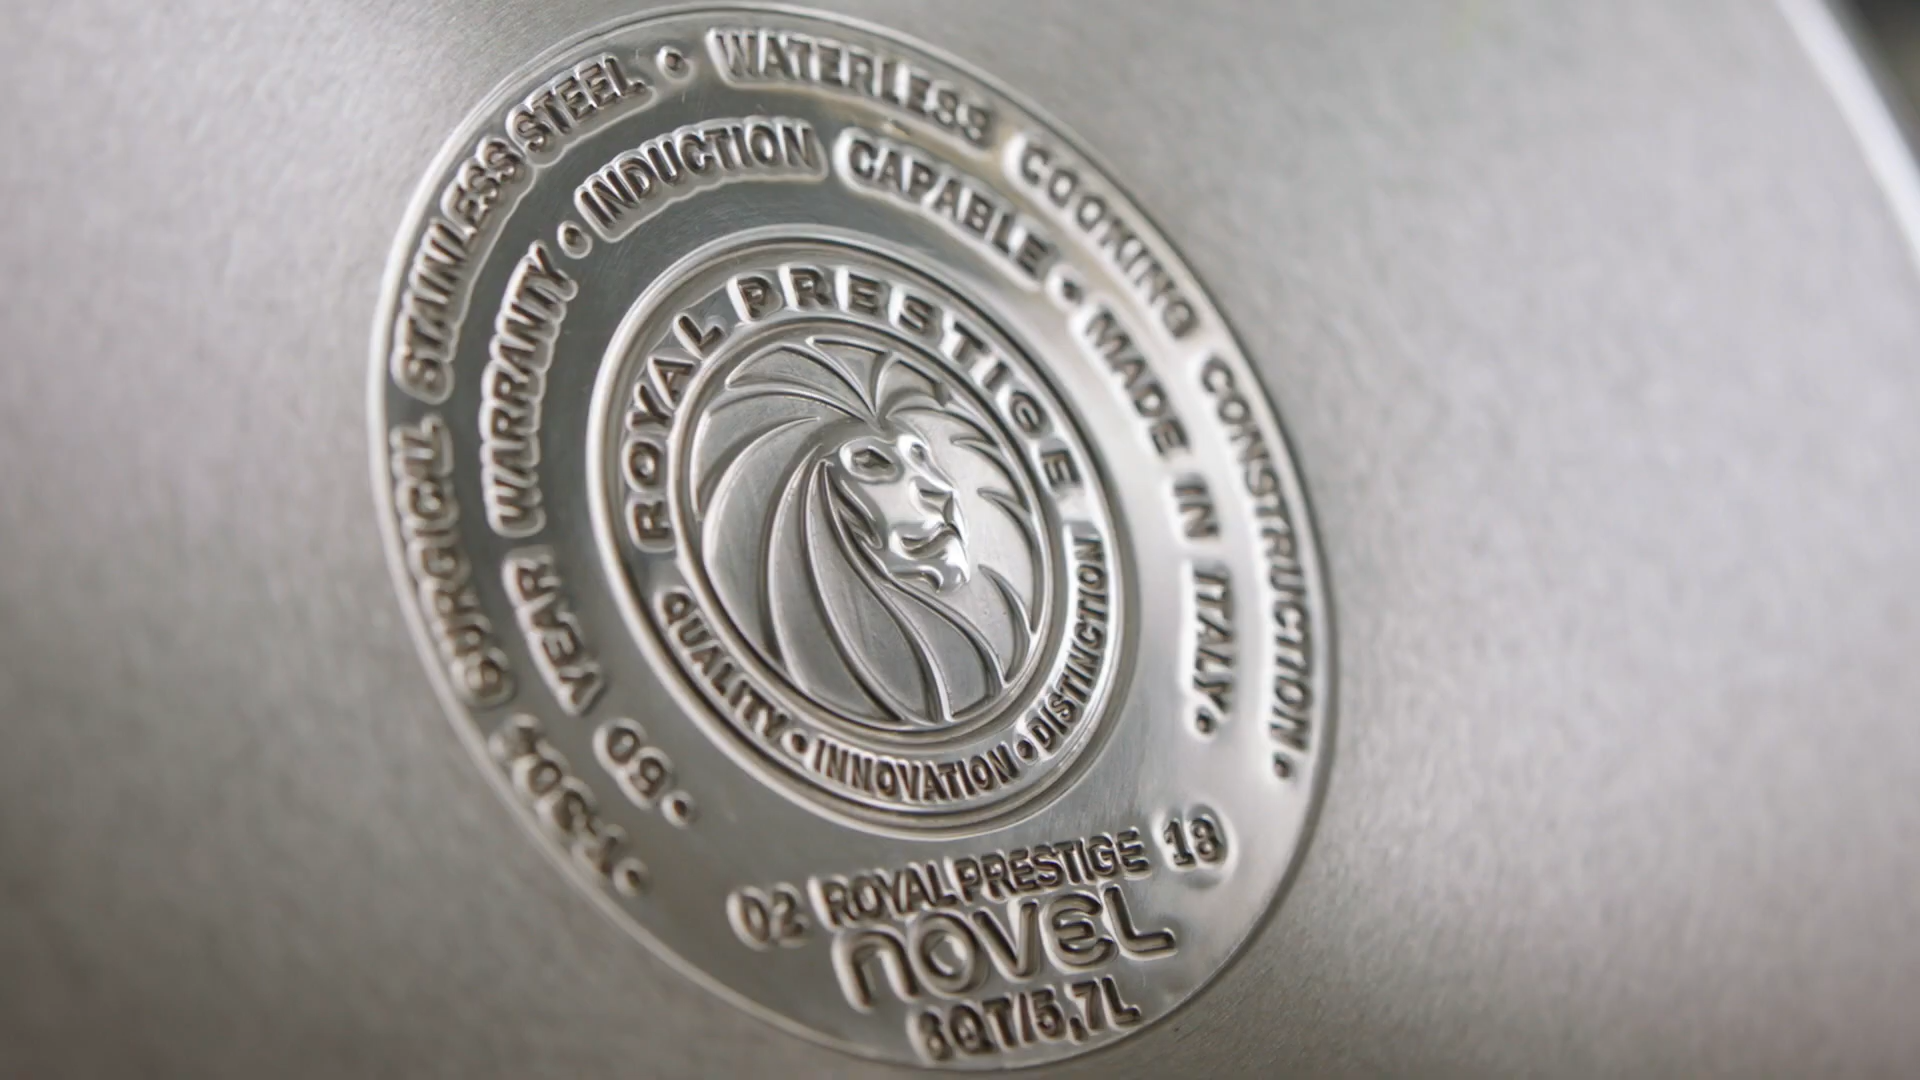 • T304 SURGICAL STAINLESS STEEL • WATERLESS COOKING CONSTRUCTION •
• 50 YEAR WARRANTY • INDUCTION CAPABLE • MADE IN ITALY •
ROYAL PRESTIGE
QUALITY • INNOVATION • DISTINCTION
02 ROYAL PRESTIGE 18
NOVEL
6QT/5,7L